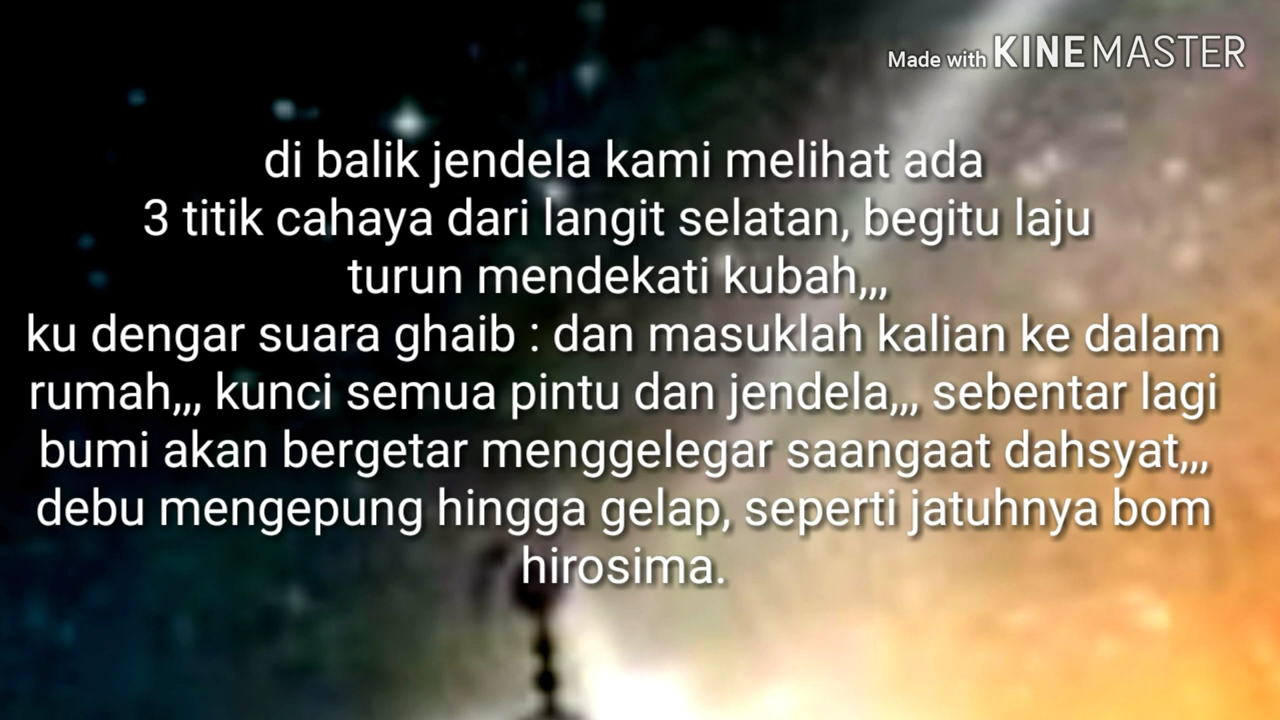 Made with KINEMASTER
di balik jendela kami melihat ada
3 titik cahaya dari langit selatan, begitu laju
turun mendekati kubah,,,
ku dengar suara ghaib : dan masuklah kalian ke dalam
rumah,,, kunci semua pintu dan jendela,,, sebentar lagi
bumi akan bergetar menggelegar saangaat dahsyat,,,
debu mengepung hingga gelap, seperti jatuhnya bom
hirosima.